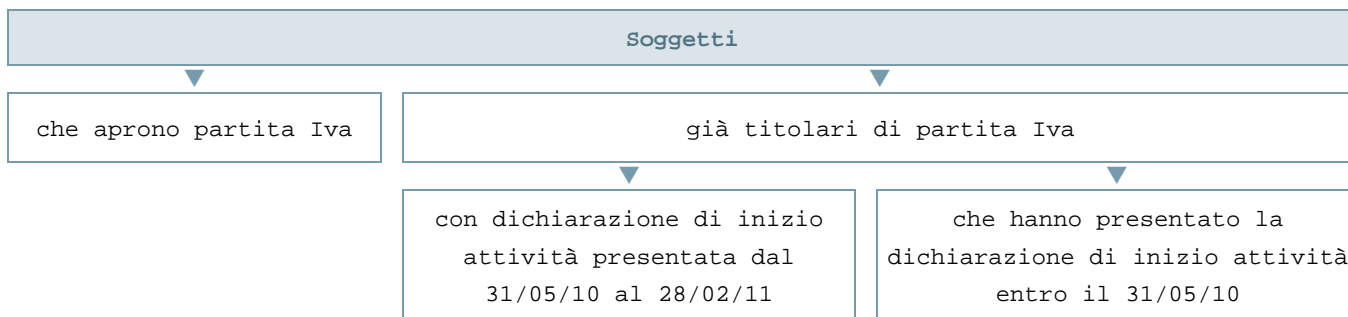 Soggetti
che aprono partita Iva
già titolari di partita Iva
con dichiarazione di inizio
attività presentata dal
31/05/10 al 28/02/11
che hanno presentato la
dichiarazione di inizio attività
entro il 31/05/10